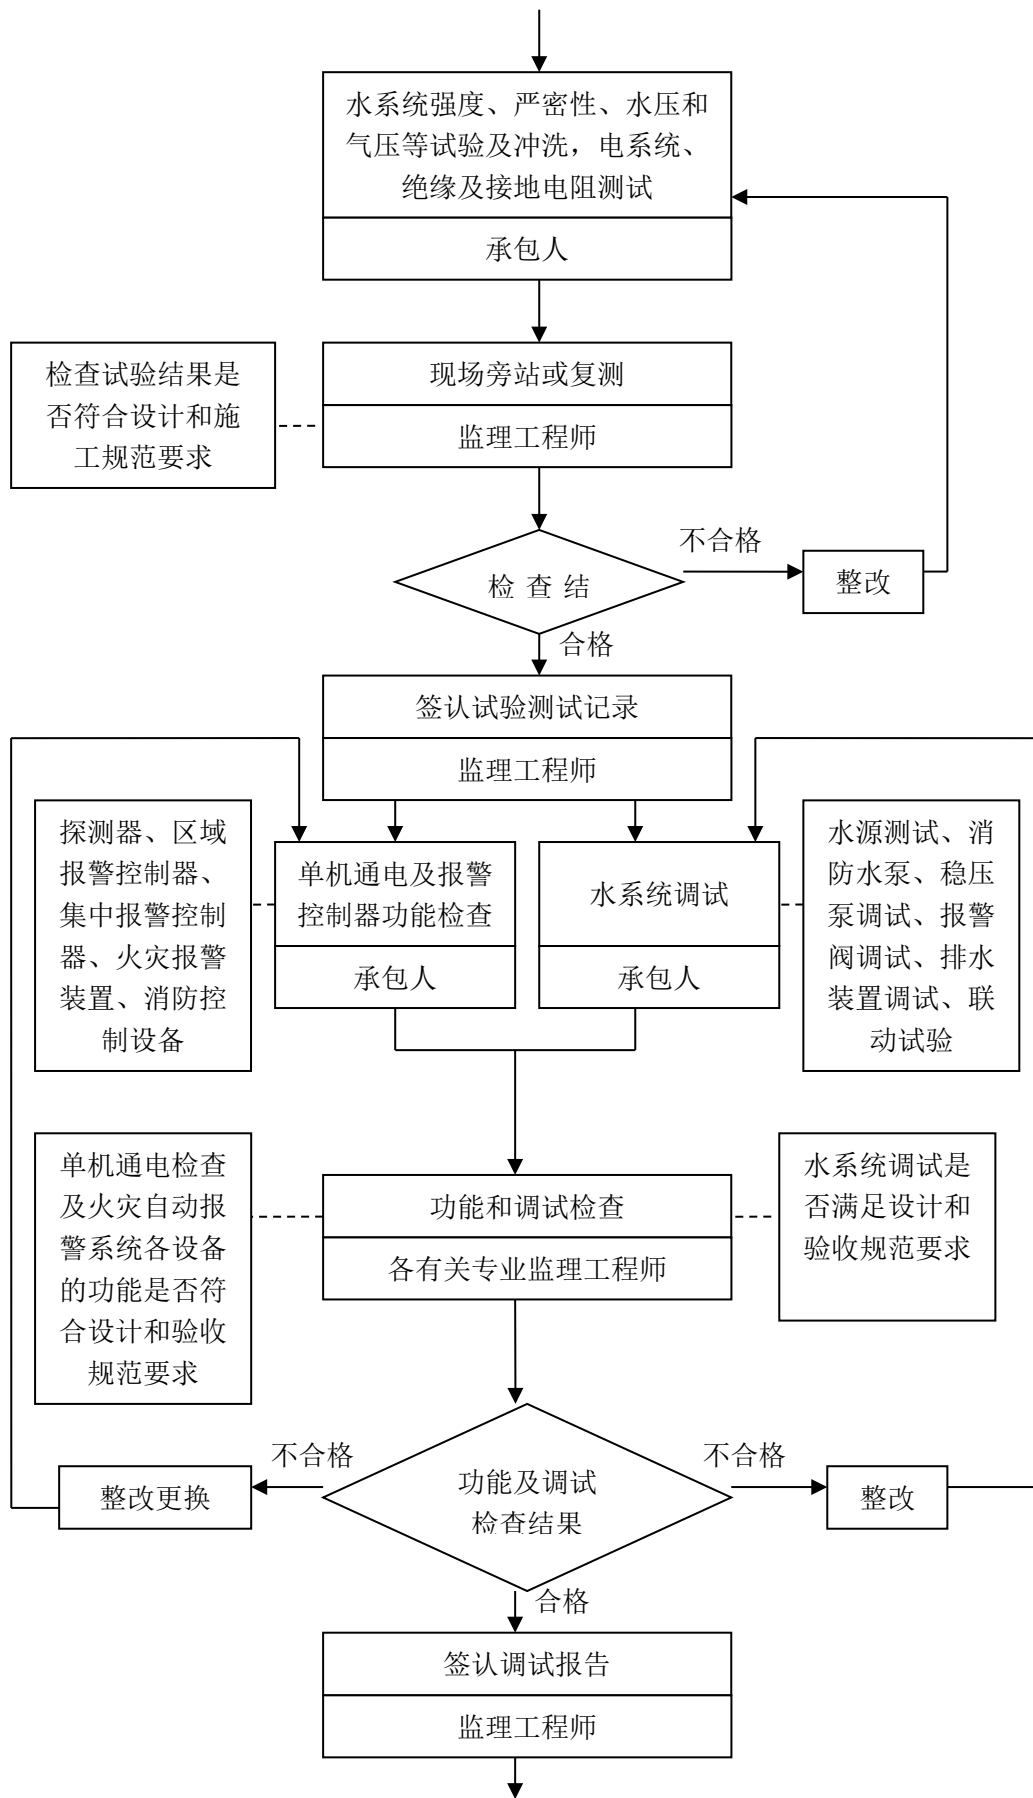 水系统强度、严密性、水压和
气压等试验及冲洗，电系统、
绝缘及接地电阻测试
承包人
检查试验结果是
否符合设计和施
工规范要求
现场旁站或复测
监理工程师
不合格
检 查 结
整改
合格
签认试验测试记录
监理工程师
探测器、区域
报警控制器、
集中报警控制
器、火灾报警
装置、消防控
制设备
单机通电及报警
控制器功能检查
承包人
水系统调试
承包人
水源测试、消
防水泵、稳压
泵调试、报警
阀调试、排水
装置调试、联
动试验
单机通电检查
及火灾自动报
警系统各设备
的功能是否符
合设计和验收
规范要求
功能和调试检查
各有关专业监理工程师
水系统调试是
否满足设计和
验收规范要求
不合格
不合格
整改更换
功能及调试
检查结果
整改
合格
签认调试报告
监理工程师